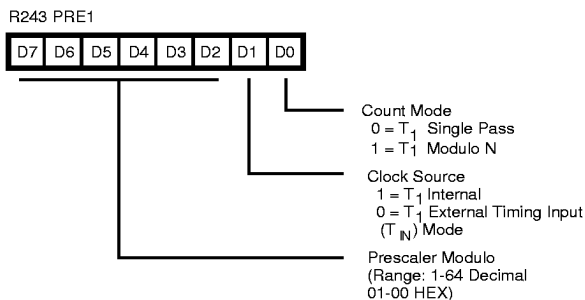 R243 PRE1
D7 D6 D5 D4 D3 D2 D1 D0
Count Mode
0 = T1 Single Pass
1 = T1 Modulo N
Clock Source
1 = T1 Internal
0 = T1 External Timing Input
(TIN) Mode
Prescaler Modulo
(Range: 1-64 Decimal
01-00 HEX)